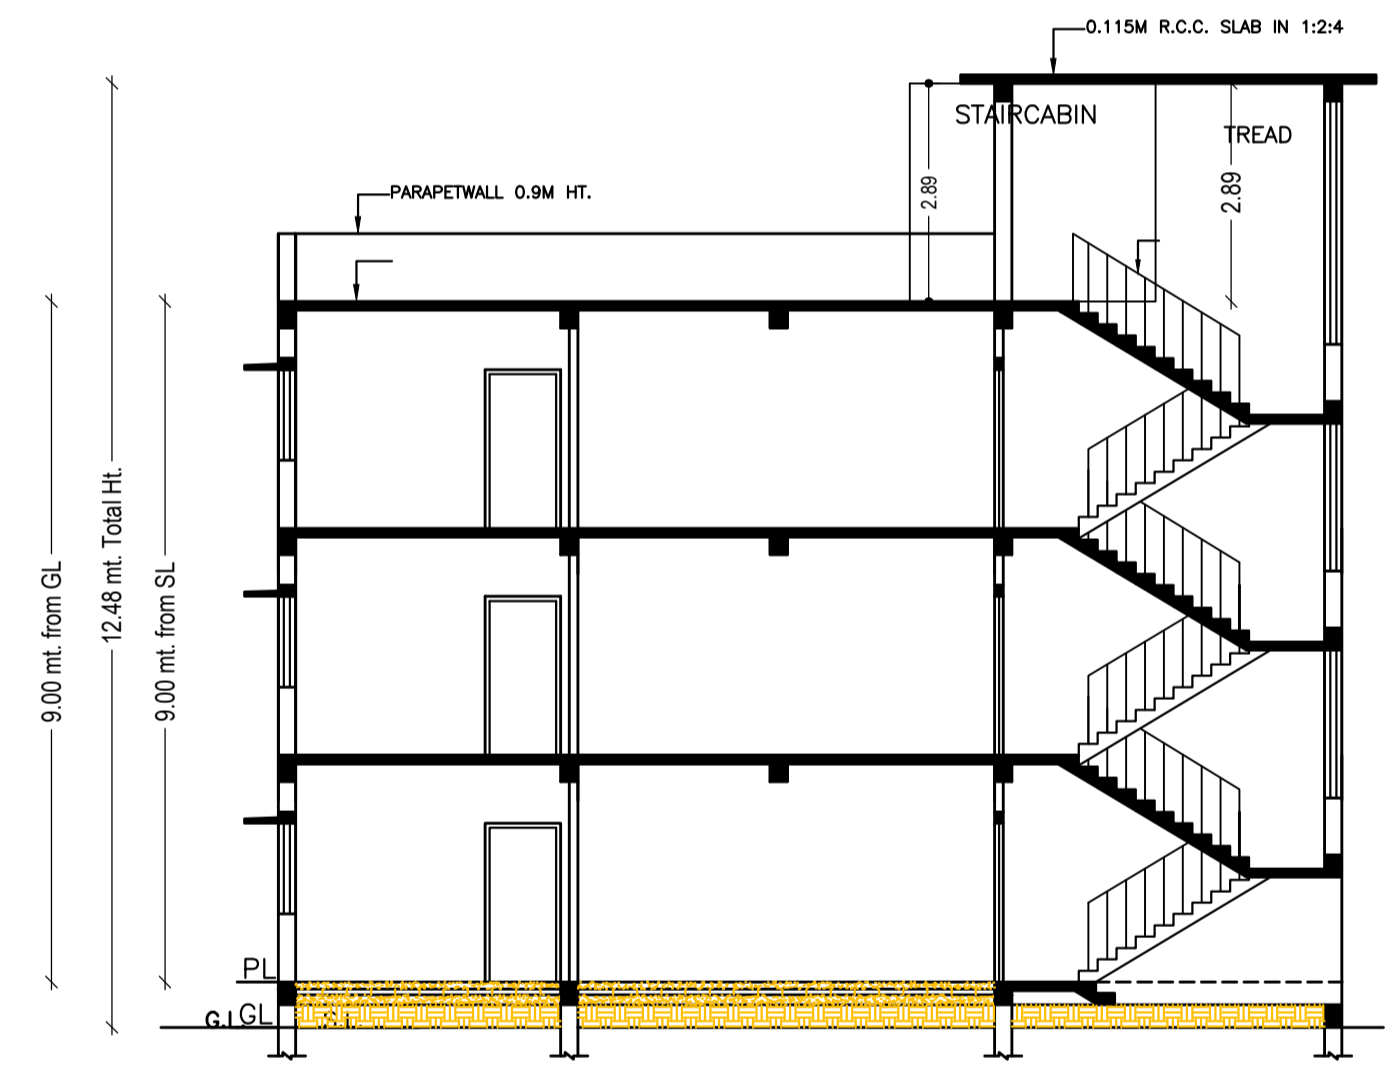 0.115M R.C.C. SLAB IN 1:2:4
STAIRCABIN
TREAD
PARAPETWALL 0.9M HT.
2.89
2.89
9.00 mt. from GL
12.48 mt. Total Ht.
9.00 mt. from SL
PL
GL